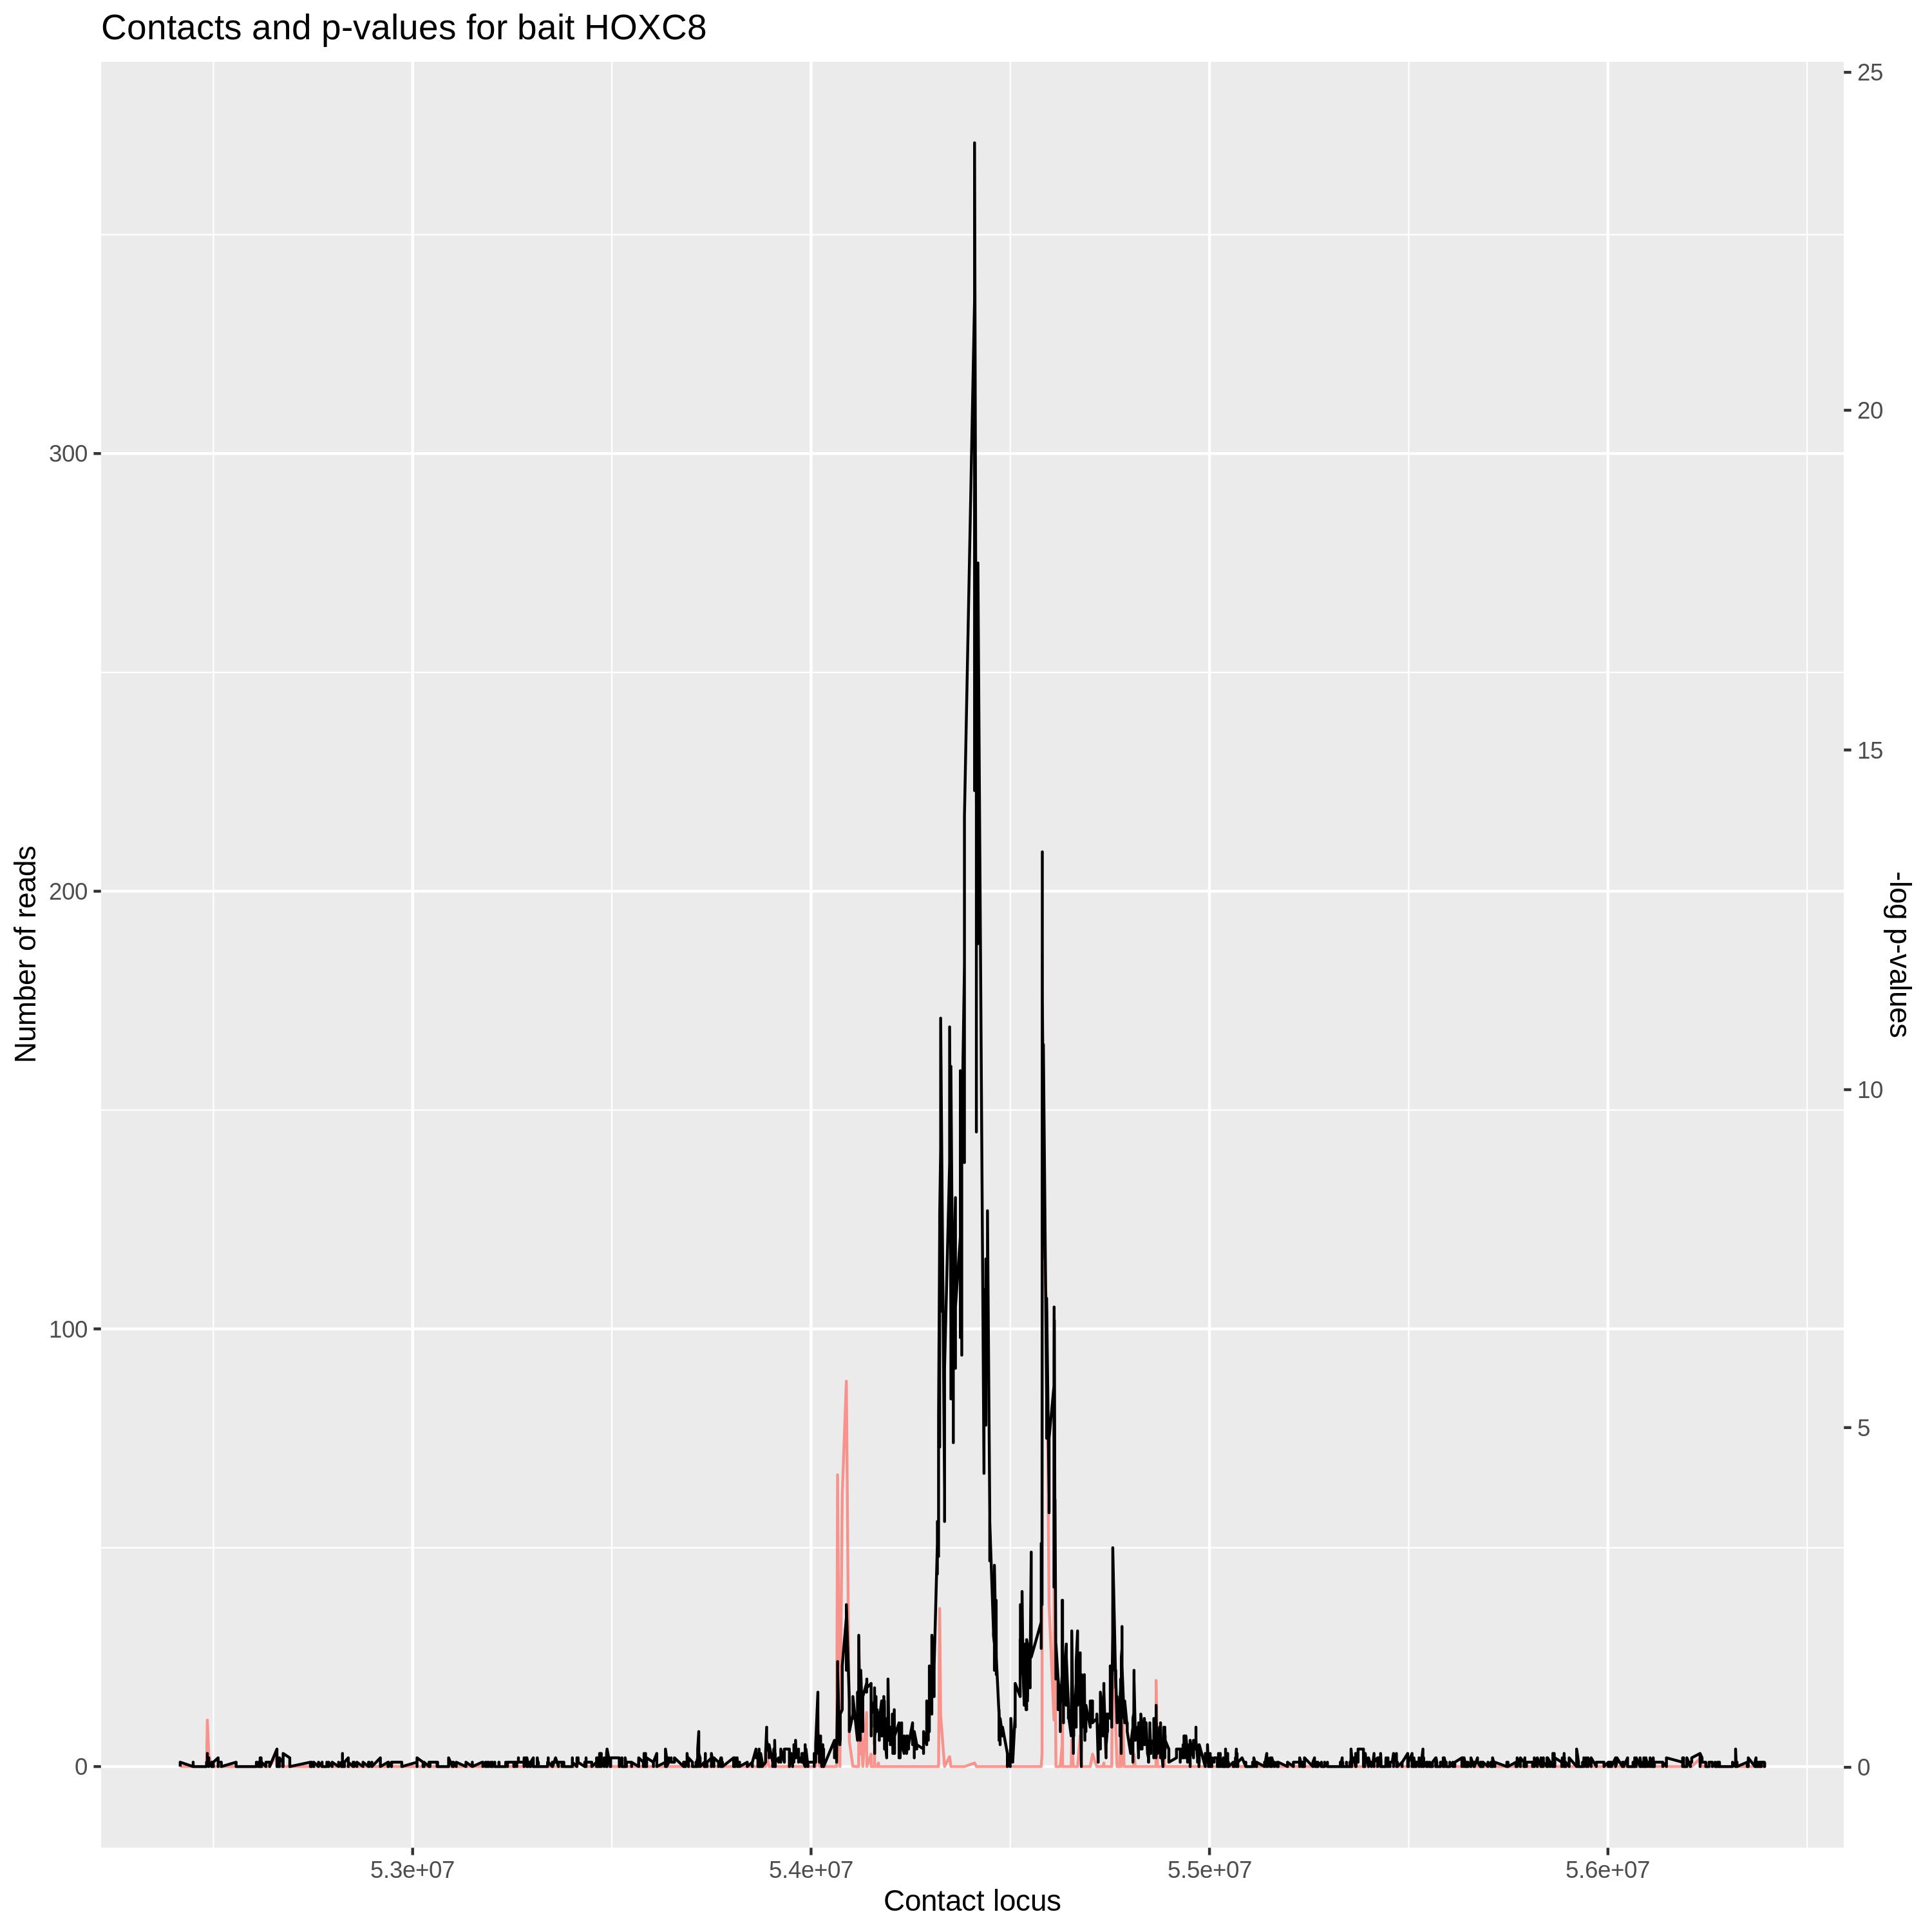 Contacts and p-values for bait HOXC8
Number of reads
300
200
100
0
25
20
15
10
5
0
-log p-values
5.3e+07
5.4e+07
5.5e+07
5.6e+07
Contact locus